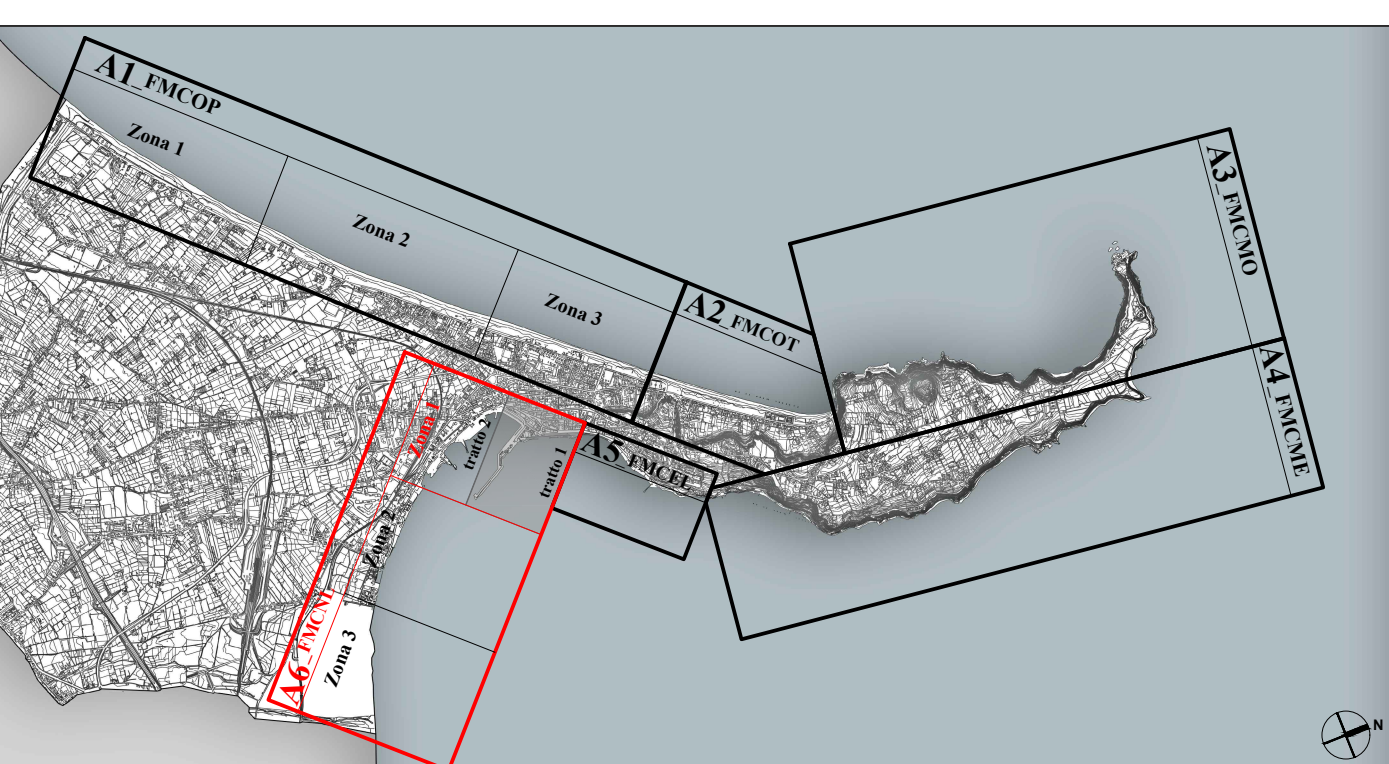 A1_FMCOP
Zona 1
Zona 2
Zona 3
A2_FMCOT
A3_FMCMO
A4_FMCME
A5_FMCEL
A6_FMCNL
Zona 1
tratto 2
tratto 1
Zona 2
Zona 3
N